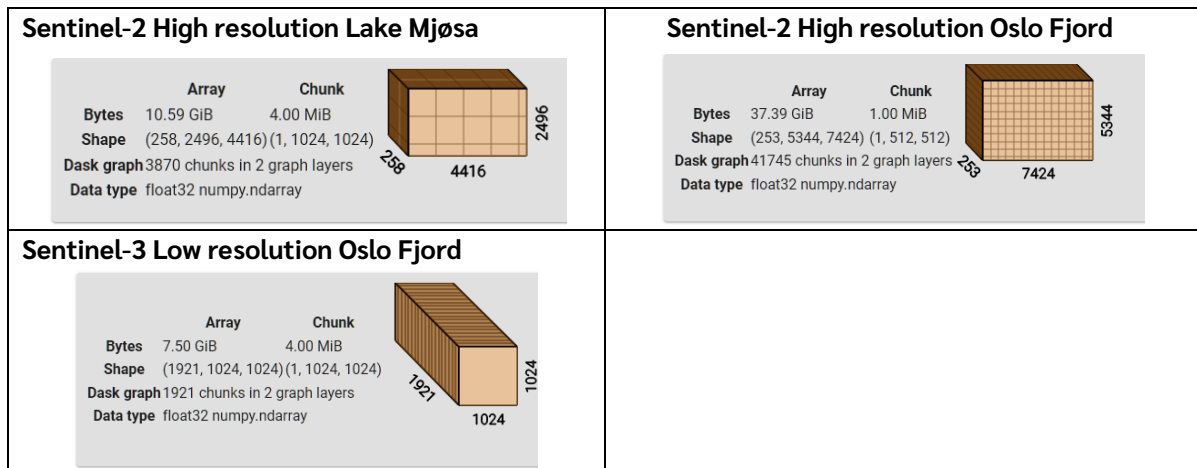 Sentinel-2 High resolution Lake Mjøsa
Array Chunk
Bytes 10.59 GiB 4.00 MiB
Shape (258, 2496, 4416) (1, 1024, 1024)
Dask graph 3870 chunks in 2 graph layers
Data type float32 numpy.ndarray
258
4416
2496
Sentinel-2 High resolution Oslo Fjord
Array Chunk
Bytes 37.39 GiB 1.00 MiB
Shape (253, 5344, 7424) (1, 512, 512)
Dask graph 41745 chunks in 2 graph layers
Data type float32 numpy.ndarray
253
7424
5344
Sentinel-3 Low resolution Oslo Fjord
Array Chunk
Bytes 7.50 GiB 4.00 MiB
Shape (1921, 1024, 1024) (1, 1024, 1024)
Dask graph 1921 chunks in 2 graph layers
Data type float32 numpy.ndarray
1921
1024
1024